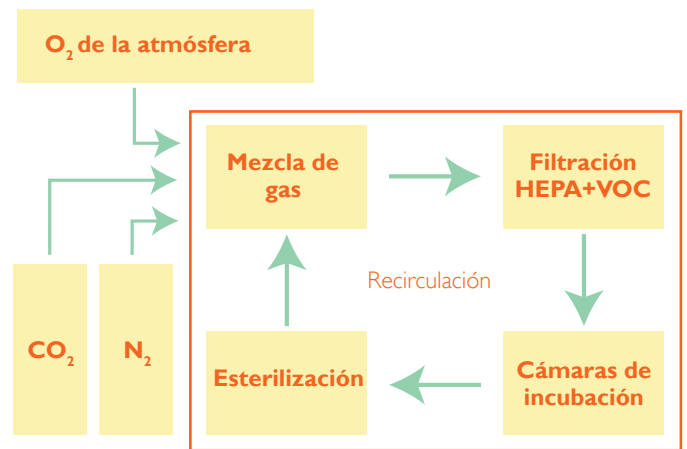 O₂ de la atmósfera
Mezcla de
gas
Filtración
HEPA+VOC
Recirculación
CO₂
N₂
Esterilización
Cámaras de
incubación